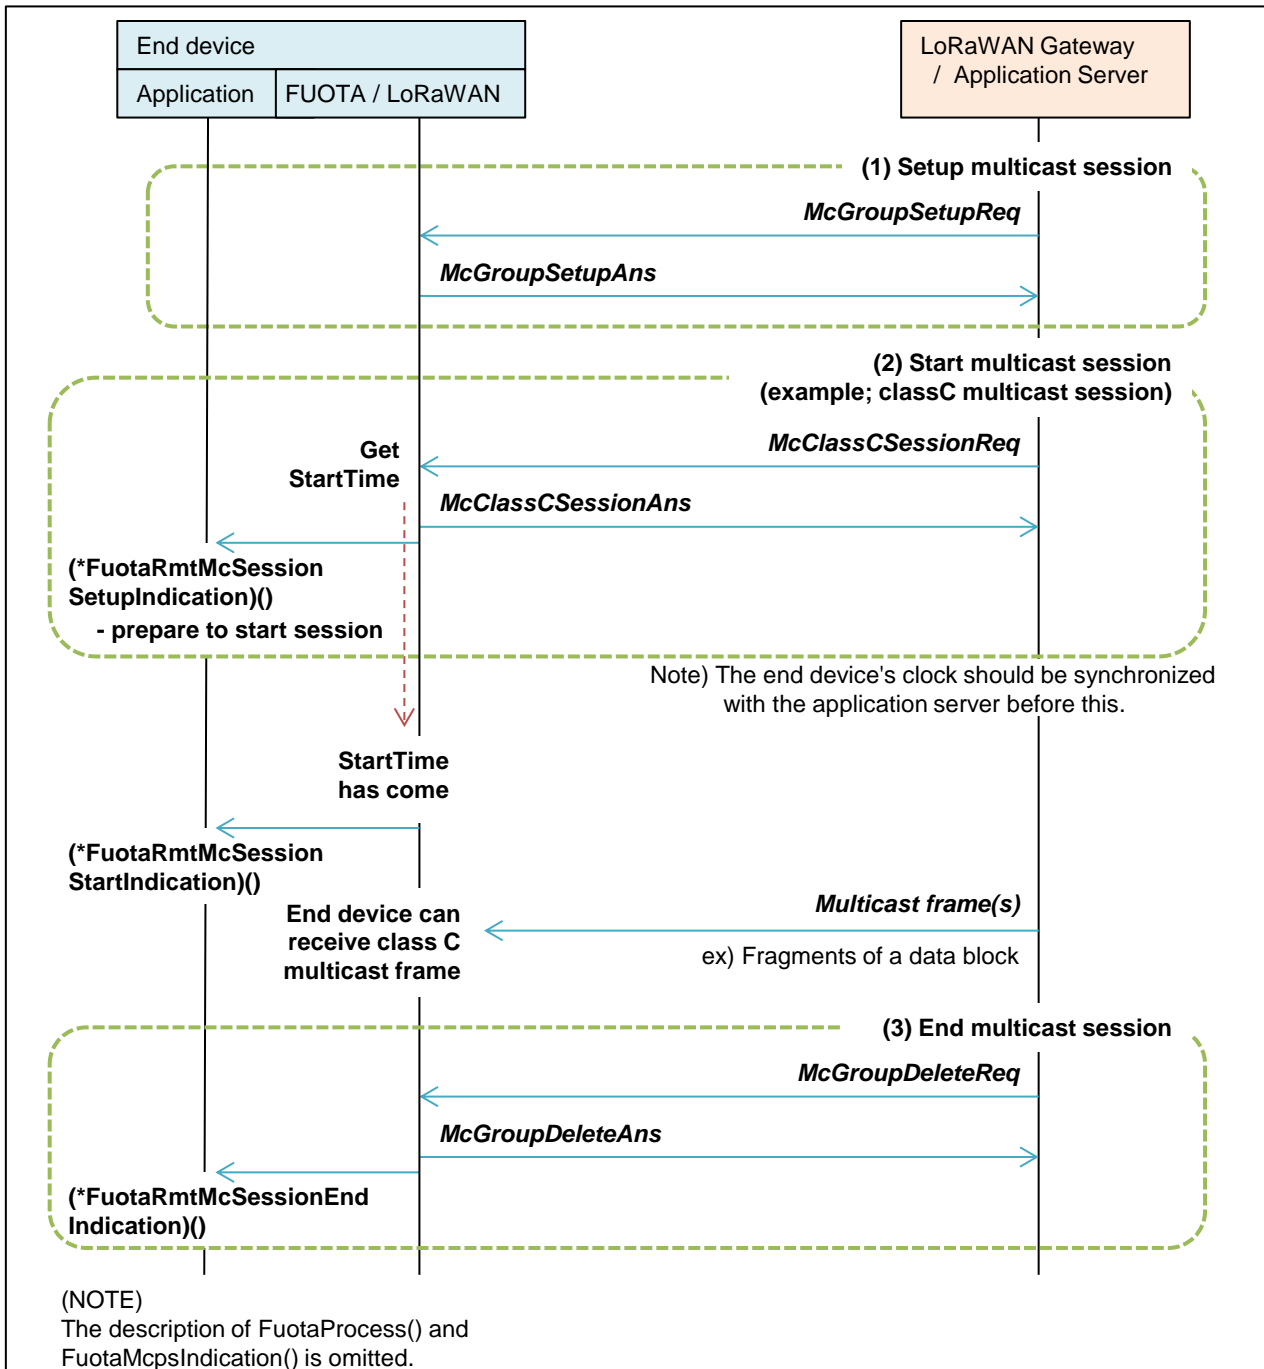 End device
Application
FUOTA / LoRaWAN
LoRaWAN Gateway
/ Application Server
(1) Setup multicast session
McGroupSetupReq
McGroupSetupAns
(2) Start multicast session
(example; classC multicast session)
McClassCSessionReq
Get
StartTime
McClassCSessionAns
(*FuotaRmtMcSession
SetupIndication)()
- prepare to start session
Note) The end device's clock should be synchronized
with the application server before this.
StartTime
has come
(*FuotaRmtMcSession
StartIndication)()
End device can
receive class C
multicast frame
Multicast frame(s)
ex) Fragments of a data block
(3) End multicast session
McGroupDeleteReq
McGroupDeleteAns
(*FuotaRmtMcSessionEnd
Indication)()
(NOTE)
The description of FuotaProcess() and
FuotaMcpsIndication() is omitted.